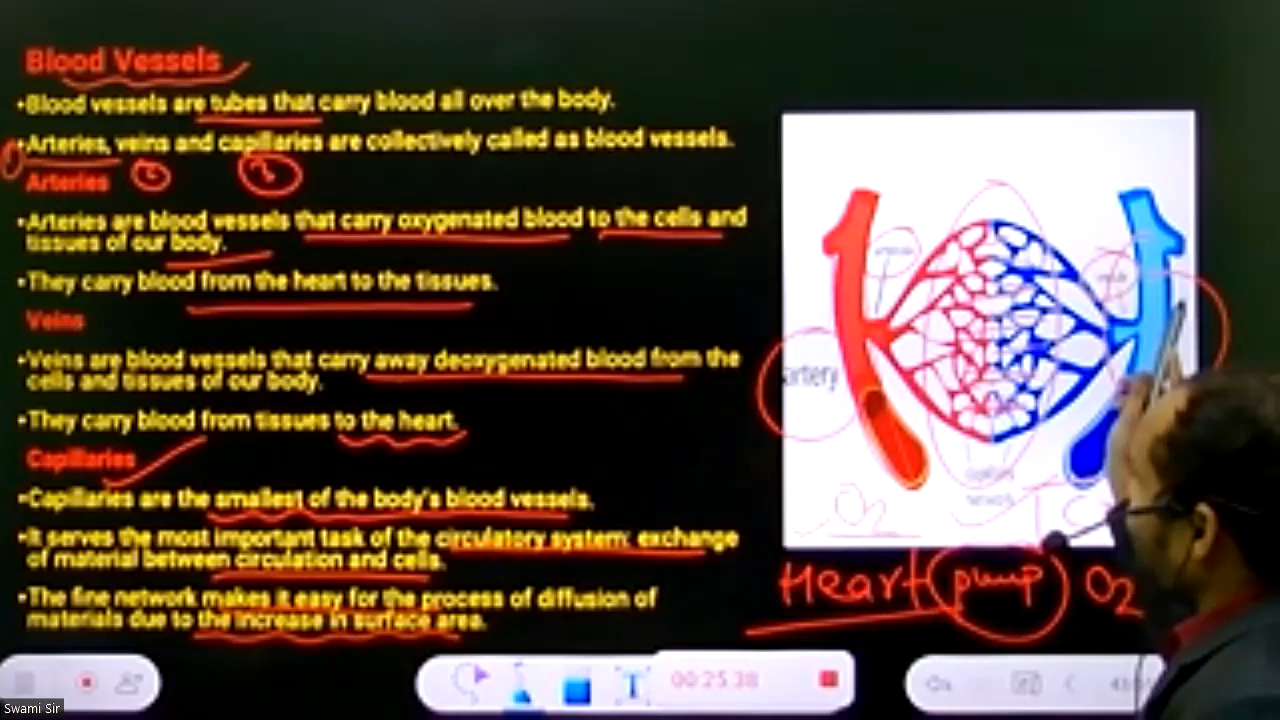 Blood Vessels
•Blood vessels are tubes that carry blood all over the body.
•Arteries, veins and capillaries are collectively called as blood vessels.
Arteries
•Arteries are blood vessels that carry oxygenated blood to the cells and
tissues of our body.
•They carry blood from the heart to the tissues.
Veins
•Veins are blood vessels that carry away deoxygenated blood from the
cells and tissues of our body.
•They carry blood from tissues to the heart.
Capillaries
•Capillaries are the smallest of the body's blood vessels.
•It serves the most important task of the circulatory system: exchange
of material between circulation and cells.
•The fine network makes it easy for the process of diffusion of
materials due to the increase in surface area.
artery
O2
Heart (pump) O2
00:25:38
Swami Sir